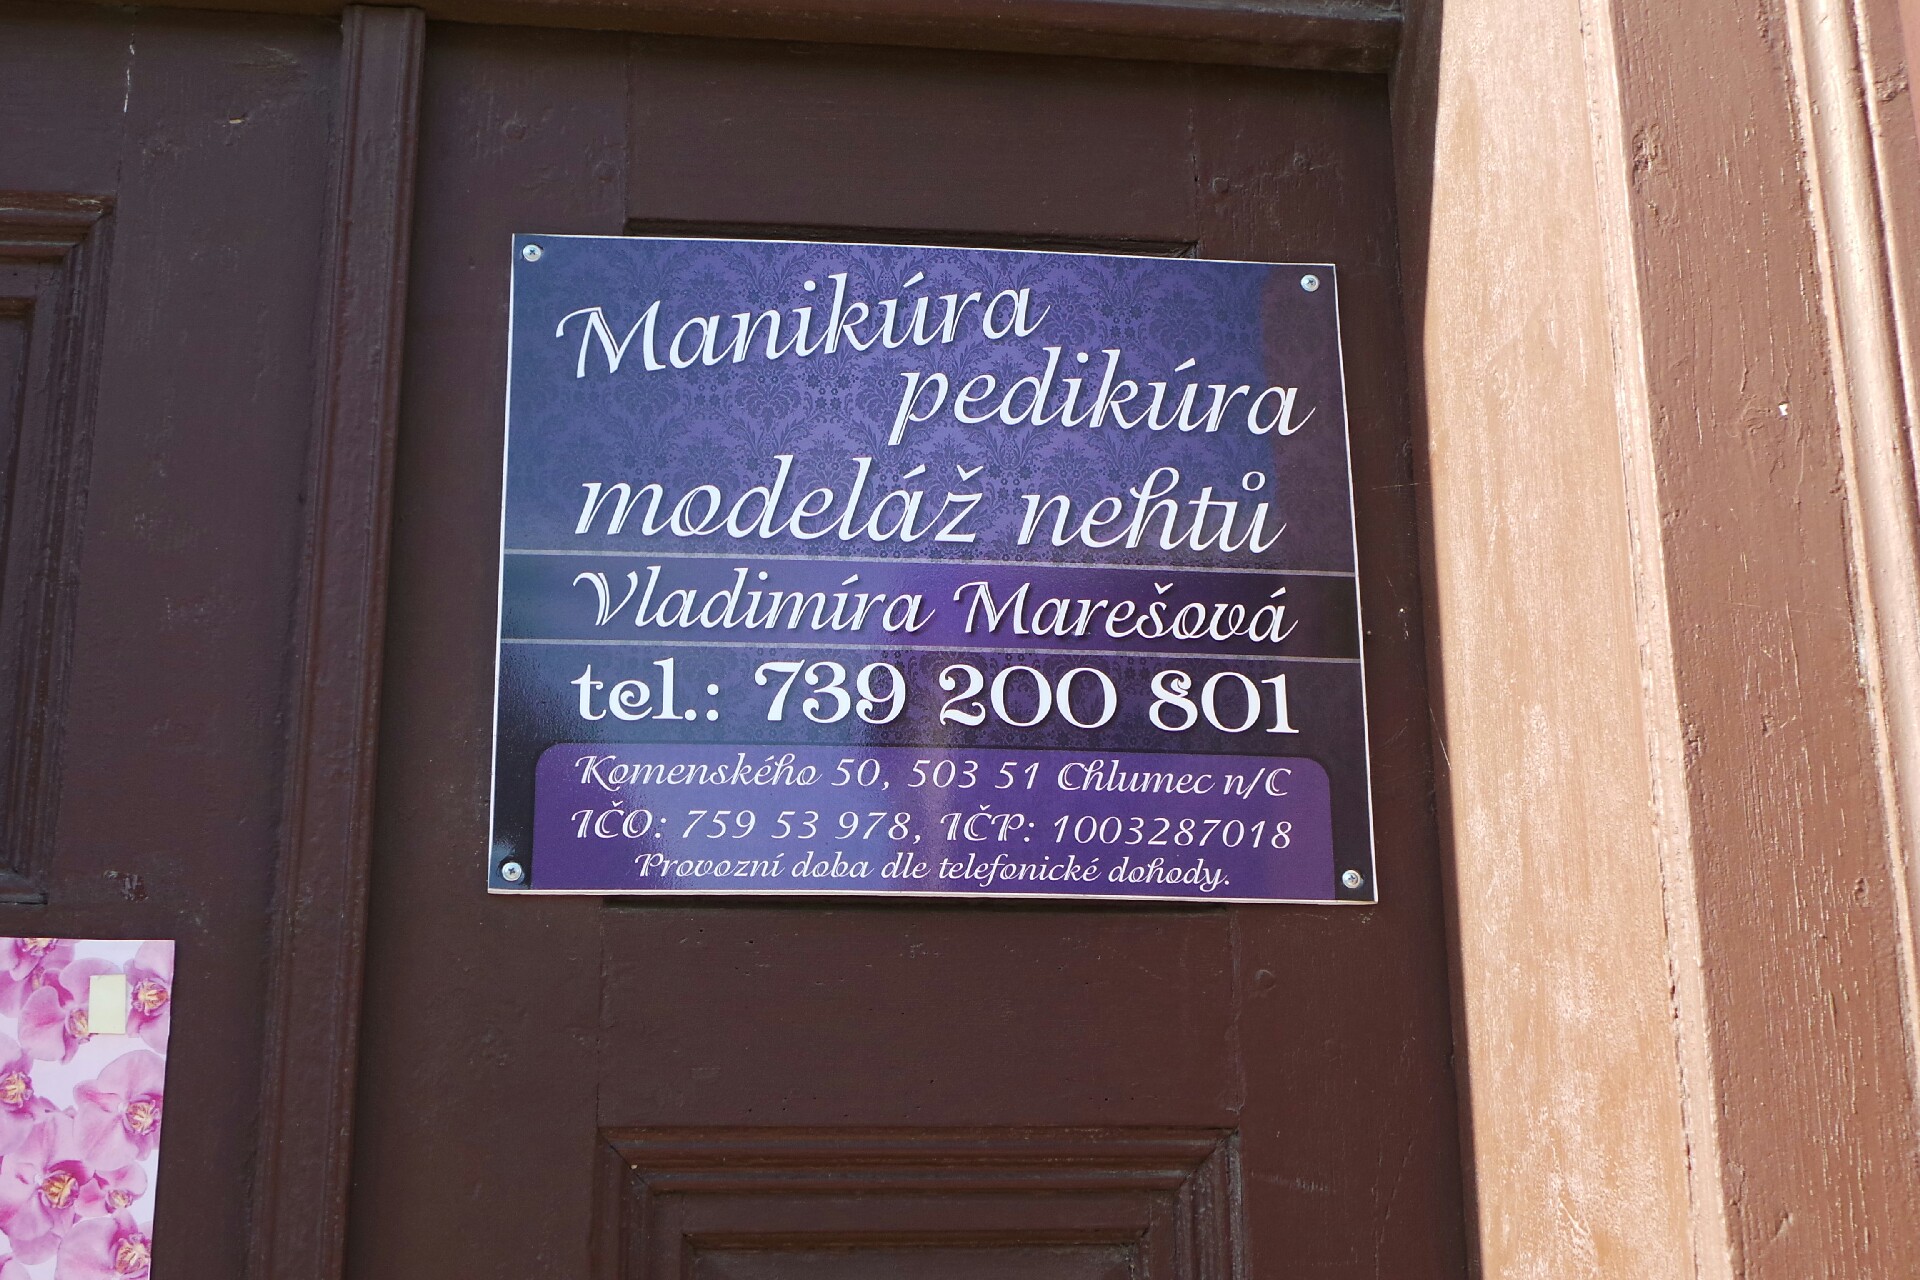 Manikúra
pedikúra
modeláž nehtů
Vladimíra Marešová
tel.: 739 200 801
Komenského 50, 503 51 Chlumec n/C
IČO: 759 53 978, IČP: 1003287018
Provozní doba dle telefonické dohody.